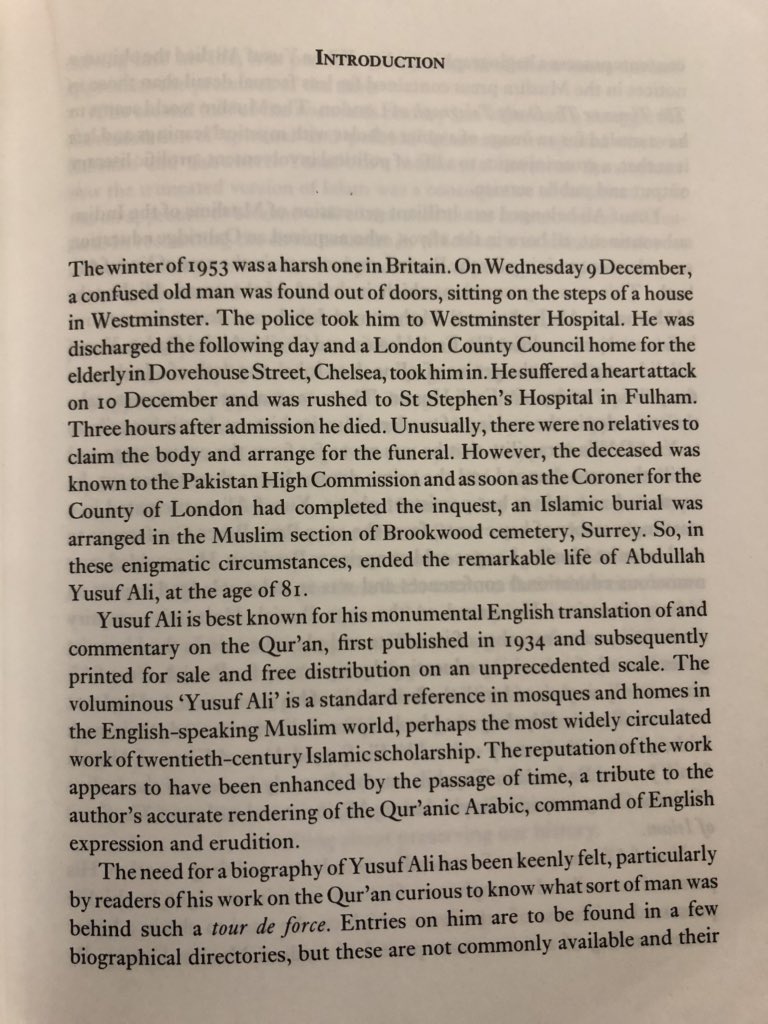 INTRODUCTION
The winter of 1953 was a harsh one in Britain. On Wednesday 9 December,
a confused old man was found out of doors, sitting on the steps of a house
in Westminster. The police took him to Westminster Hospital. He was
discharged the following day and a London County Council home for the
elderly in Dovehouse Street, Chelsea, took him in. He suffered a heart attack
on 10 December and was rushed to St Stephen's Hospital in Fulham.
Three hours after admission he died. Unusually, there were no relatives to
claim the body and arrange for the funeral. However, the deceased was
known to the Pakistan High Commission and as soon as the Coroner for the
County of London had completed the inquest, an Islamic burial was
arranged in the Muslim section of Brookwood cemetery, Surrey. So, in
these enigmatic circumstances, ended the remarkable life of Abdullah
Yusuf Ali, at the age of 81.
Yusuf Ali is best known for his monumental English translation of and
commentary on the Qur'an, first published in 1934 and subsequently
printed for sale and free distribution on an unprecedented scale. The
voluminous 'Yusuf Ali' is a standard reference in mosques and homes in
the English-speaking Muslim world, perhaps the most widely circulated
work of twentieth-century Islamic scholarship. The reputation of the work
appears to have been enhanced by the passage of time, a tribute to the
author's accurate rendering of the Qur'anic Arabic, command of English
expression and erudition.
The need for a biography of Yusuf Ali has been keenly felt, particularly
by readers of his work on the Qur'an curious to know what sort of man was
behind such a tour de force. Entries on him are to be found in a few
biographical directories, but these are not commonly available and their